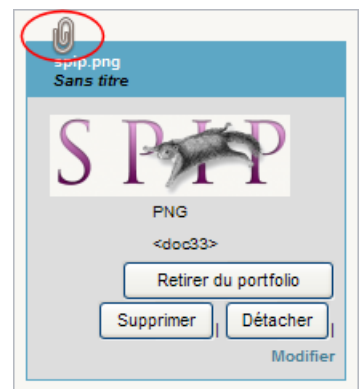 spip.png
Sans titre
SPIP
PNG
<doc33>
Retirer du portfolio
Supprimer | Détacher |
Modifier